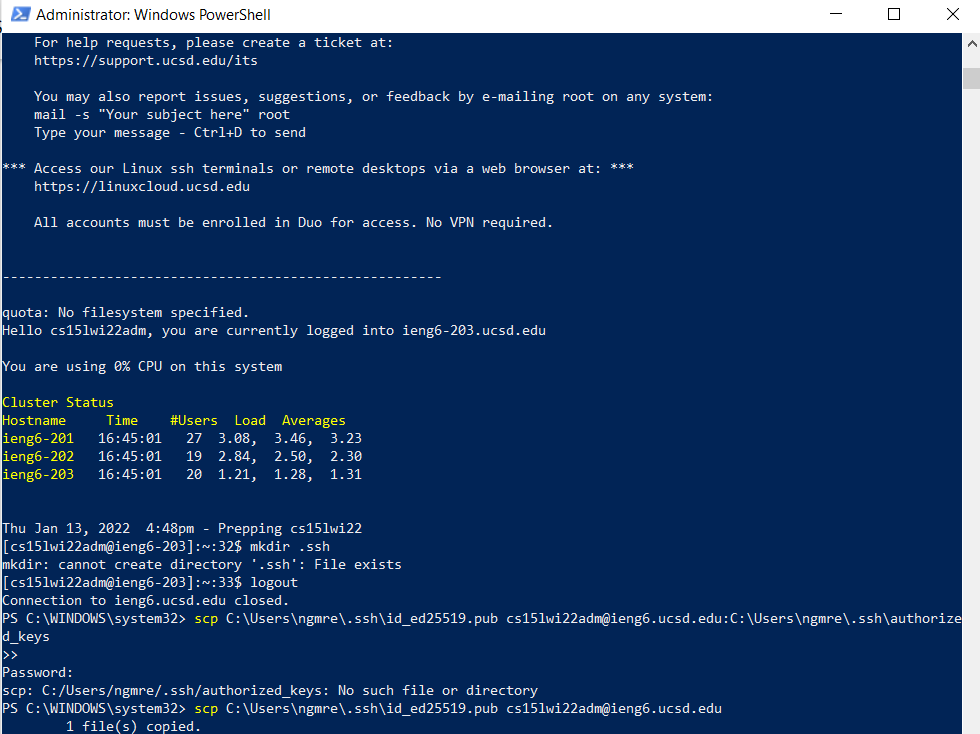 Administrator: Windows PowerShell
For help requests, please create a ticket at:
https://support.ucsd.edu/its
You may also report issues, suggestions, or feedback by e-mailing root on any system:
mail -s "Your subject here" root
Type your message - Ctrl+D to send
*** Access our Linux ssh terminals or remote desktops via a web browser at: ***
https://linuxcloud.ucsd.edu
All accounts must be enrolled in Duo for access. No VPN required.
-------------------------------------------------------
quota: No filesystem specified.
Hello cs15lwi22adm, you are currently logged into ieng6-203.ucsd.edu
You are using 0% CPU on this system
Cluster Status
Hostname     Time    #Users  Load  Averages
ieng6-201   16:45:01   27  3.08,  3.46,  3.23
ieng6-202   16:45:01   19  2.84,  2.50,  2.30
ieng6-203   16:45:01   20  1.21,  1.28,  1.31
Thu Jan 13, 2022  4:48pm - Prepping cs15lwi22
[cs15lwi22adm@ieng6-203]:~:32$ mkdir .ssh
mkdir: cannot create directory '.ssh': File exists
[cs15lwi22adm@ieng6-203]:~:33$ logout
Connection to ieng6.ucsd.edu closed.
PS C:\WINDOWS\system32> scp C:\Users\ngmre\.ssh\id_ed25519.pub cs15lwi22adm@ieng6.ucsd.edu:C:\Users\ngmre\.ssh\authorize
d_keys
>>
Password:
scp: C:/Users/ngmre/.ssh/authorized_keys: No such file or directory
PS C:\WINDOWS\system32> scp C:\Users\ngmre\.ssh\id_ed25519.pub cs15lwi22adm@ieng6.ucsd.edu
1 file(s) copied.